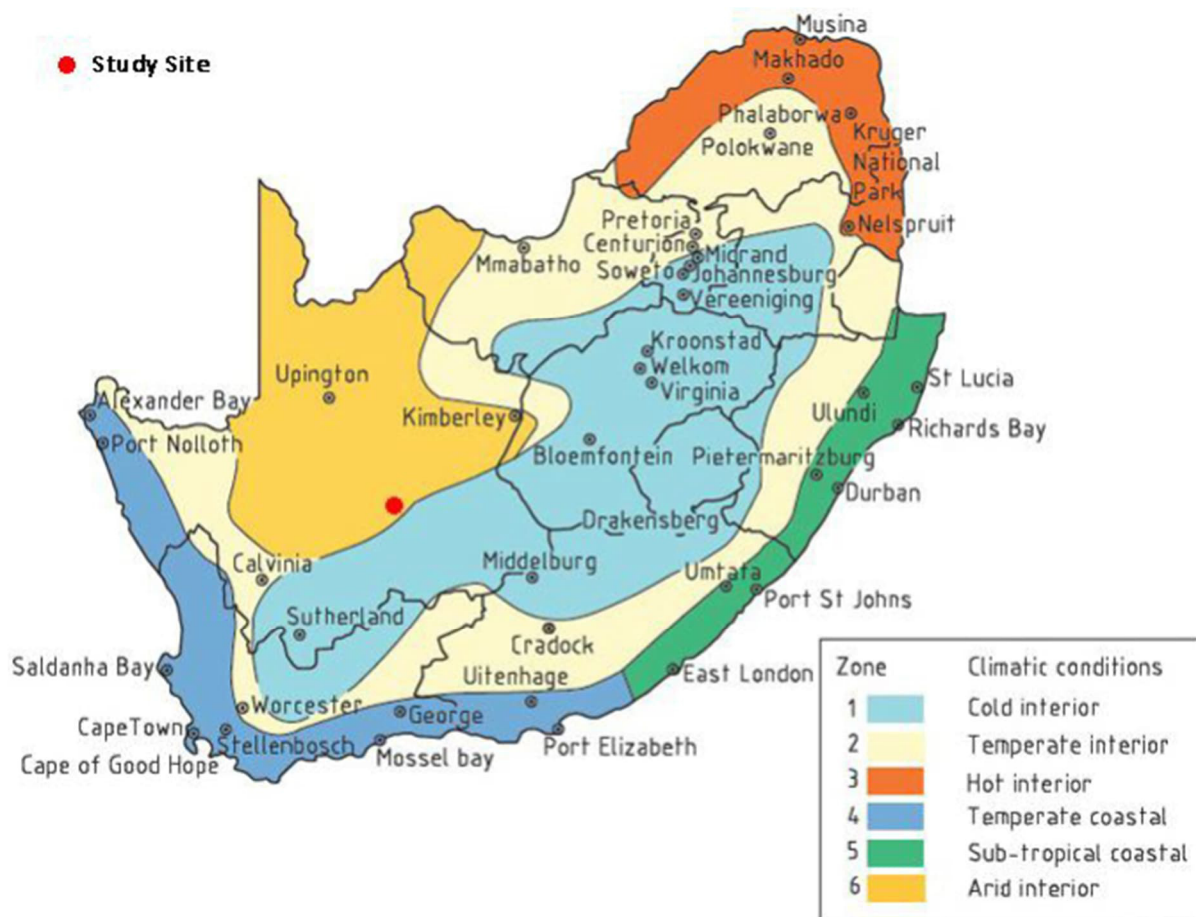 Study Site
Musina
Makhado
Phalaborwa
Kruger
National
Park
Polokwane
Pretoria
Centurion
Nelspruit
Midrand
Mmabatho
Soweto
Johannesburg
Vereeniging
Kroonstad
Welkom
Virginia
Upington
Alexander Bay
Kimberley
St Lucia
Ulundi
Richards Bay
Port Nolloth
Bloemfontein
Pietermaritzburg
Durban
Drakensberg
Calvinia
Middelburg
Umtata
Port St Johns
Sutherland
Cradock
Saldanha Bay
Uitenhage
East London
Worcester
George
CapeTown
Stellenbosch
Mossel bay
Port Elizabeth
Cape of Good Hope
Zone Climatic conditions
1 Cold interior
2 Temperate interior
3 Hot interior
4 Temperate coastal
5 Sub-tropical coastal
6 Arid interior